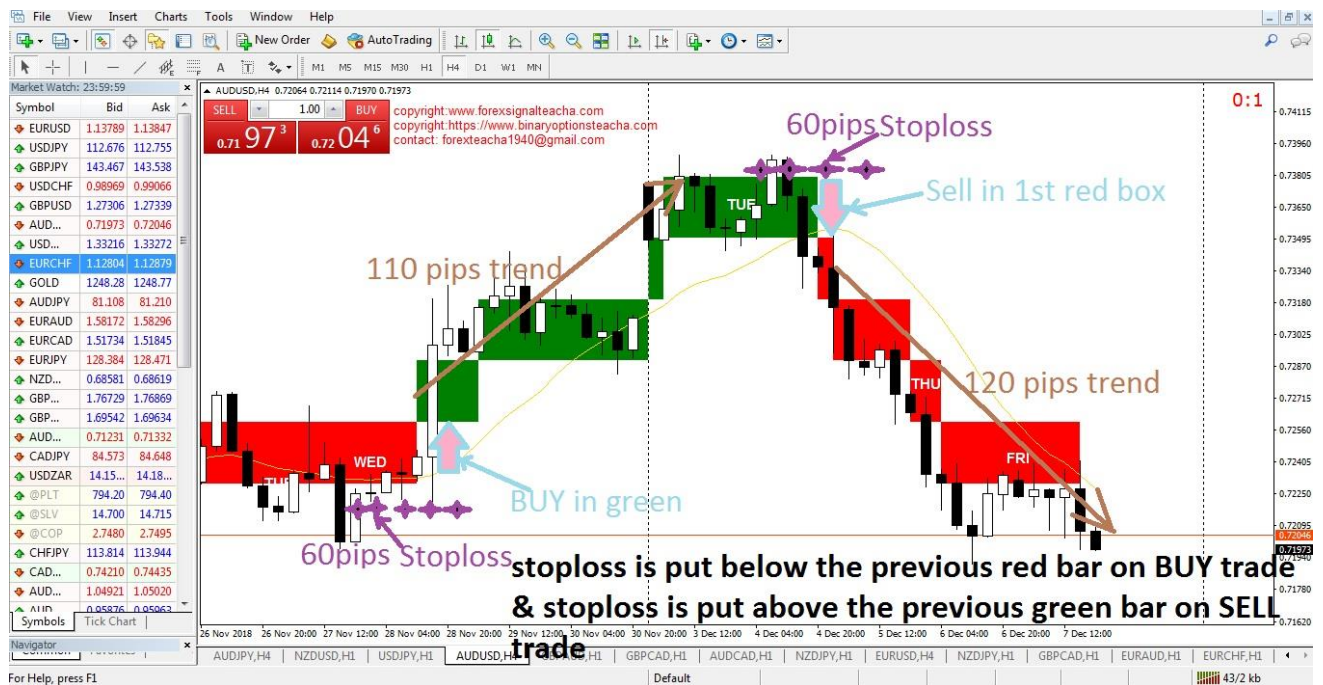 File View Insert Charts Tools Window Help
New Order AutoTrading
A T M1 M5 M15 M30 H1 H4 D1 W1 MN
Market Watch: 23:59:59
Symbol Bid Ask
EURUSD 1.13789 1.13847
USDJPY 112.676 112.755
GBPJPY 143.467 143.538
USDCHF 0.98969 0.99066
GBPUSD 1.27306 1.27339
AUD... 0.71973 0.72046
USD... 1.33216 1.33272
EURCHF 1.12804 1.12879
GOLD 1248.28 1248.77
AUDJPY 81.108 81.210
EURAUD 1.58172 1.58296
EURCAD 1.51734 1.51845
EURJPY 128.384 128.471
NZD... 0.68581 0.68619
GBP... 1.76729 1.76869
GBP... 1.69542 1.69634
AUD... 0.71231 0.71332
CADJPY 84.573 84.648
USDZAR 14.15... 14.18...
@PLT 794.20 794.40
@SLV 14.700 14.715
@COP 2.7480 2.7495
CHFJPY 113.814 113.944
CAD... 0.74210 0.74435
AUD... 1.04921 1.05020
AUD 0.95876 0.95963
Symbols Tick Chart
Navigator
AUDUSD,H4 0.72064 0.72114 0.71970 0.71973
SELL 1.00 BUY
0.71 97 3 0.72 04 6
copyright:www.forexsignalteacha.com
copyright:https://www.binaryoptionsteacha.com
contact: forexteacha1940@gmail.com
0:1
60pips Stoploss
Sell in 1st red box
TUE
110 pips trend
120 pips trend
THU
WED
FRI
TUE
BUY in green
60pips Stoploss
stoploss is put below the previous red bar on BUY trade
& stoploss is put above the previous green bar on SELL
trade
0.74115
0.73960
0.73805
0.73650
0.73495
0.73340
0.73180
0.73025
0.72870
0.72715
0.72560
0.72405
0.72250
0.72095
0.72046
0.71973
0.71940
0.71780
0.71620
26 Nov 2018 26 Nov 20:00 27 Nov 12:00 28 Nov 04:00 28 Nov 20:00 29 Nov 12:00 30 Nov 04:00 30 Nov 20:00 3 Dec 12:00 4 Dec 04:00 4 Dec 20:00 5 Dec 12:00 6 Dec 04:00 6 Dec 20:00 7 Dec 12:00
AUDJPY,H4 NZDUSD,H1 USDJPY,H1 AUDUSD,H4 H1 GBPCAD,H1 AUDCAD,H1 NZDJPY,H1 EURUSD,H4 NZDJPY,H1 GBPCAD,H1 EURAUD,H1 EURCHF,H1
For Help, press F1 Default 43/2 kb